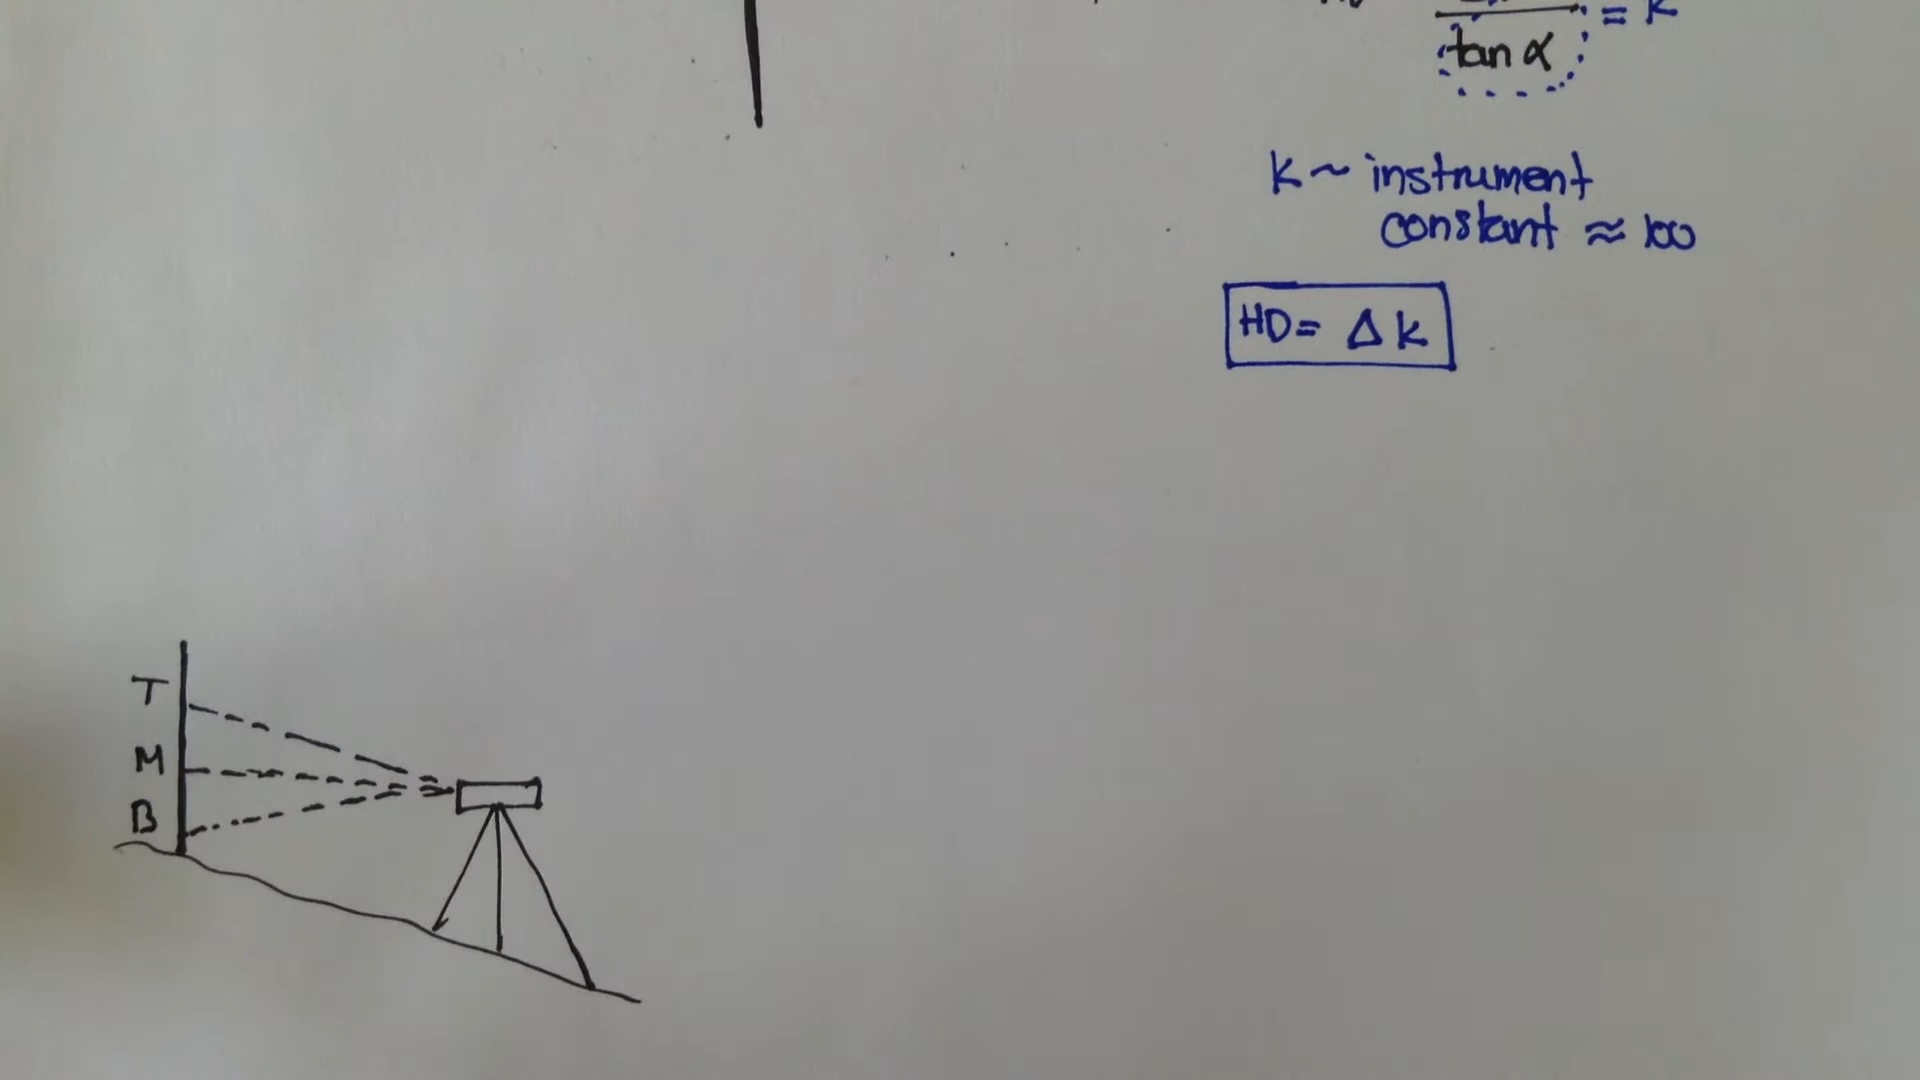 = K
tan α
K ~ instrument
constant ≈ 100
HD = Δ K
T
M
B